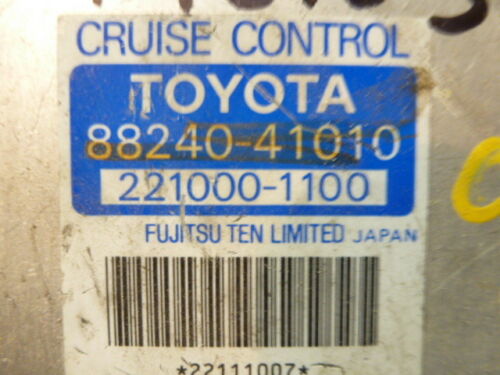 CRUISE CONTROL
TOYOTA
88240-41010
221000-1100
FUJITSU TEN LIMITED JAPAN
*22111007*